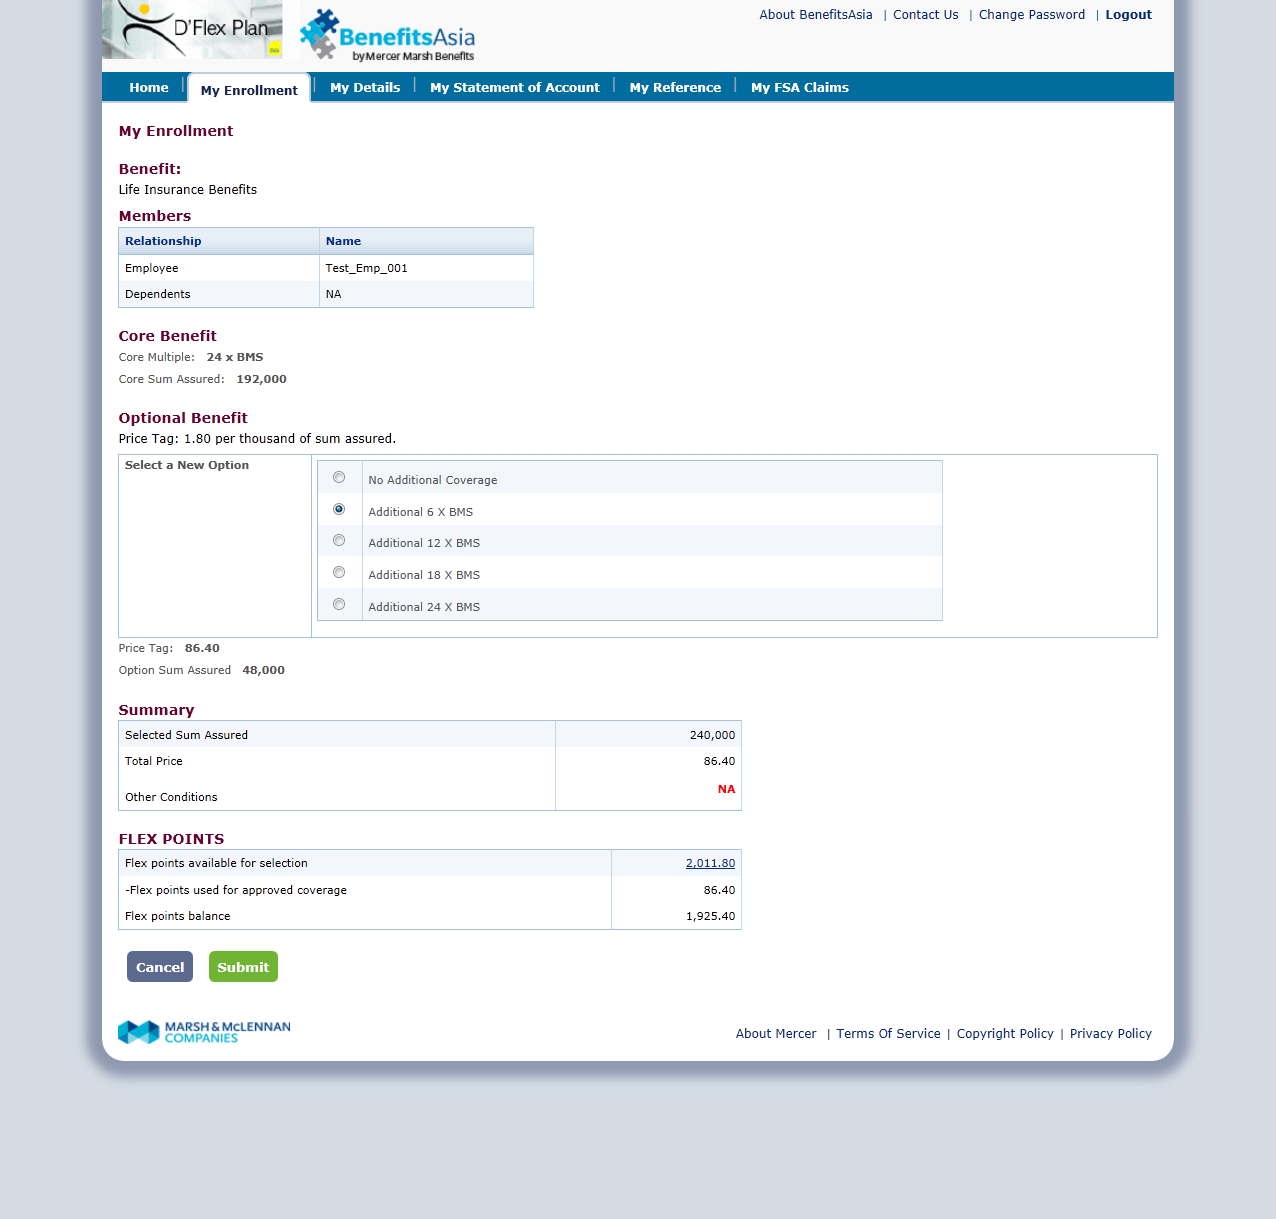 D'Flex Plan
BenefitsAsia
by Mercer Marsh Benefits
About BenefitsAsia | Contact Us | Change Password | Logout
Home | My Enrollment | My Details | My Statement of Account | My Reference | My FSA Claims
My Enrollment
Benefit:
Life Insurance Benefits
Members
Relationship Name
Employee Test_Emp_001
Dependents NA
Core Benefit
Core Multiple: 24 x BMS
Core Sum Assured: 192,000
Optional Benefit
Price Tag: 1.80 per thousand of sum assured.
Select a New Option
No Additional Coverage
Additional 6 X BMS
Additional 12 X BMS
Additional 18 X BMS
Additional 24 X BMS
Price Tag: 86.40
Option Sum Assured 48,000
Summary
Selected Sum Assured 240,000
Total Price 86.40
Other Conditions NA
FLEX POINTS
Flex points available for selection 2,011.80
-Flex points used for approved coverage 86.40
Flex points balance 1,925.40
Cancel Submit
MARSH & McLENNAN
COMPANIES
About Mercer | Terms Of Service | Copyright Policy | Privacy Policy